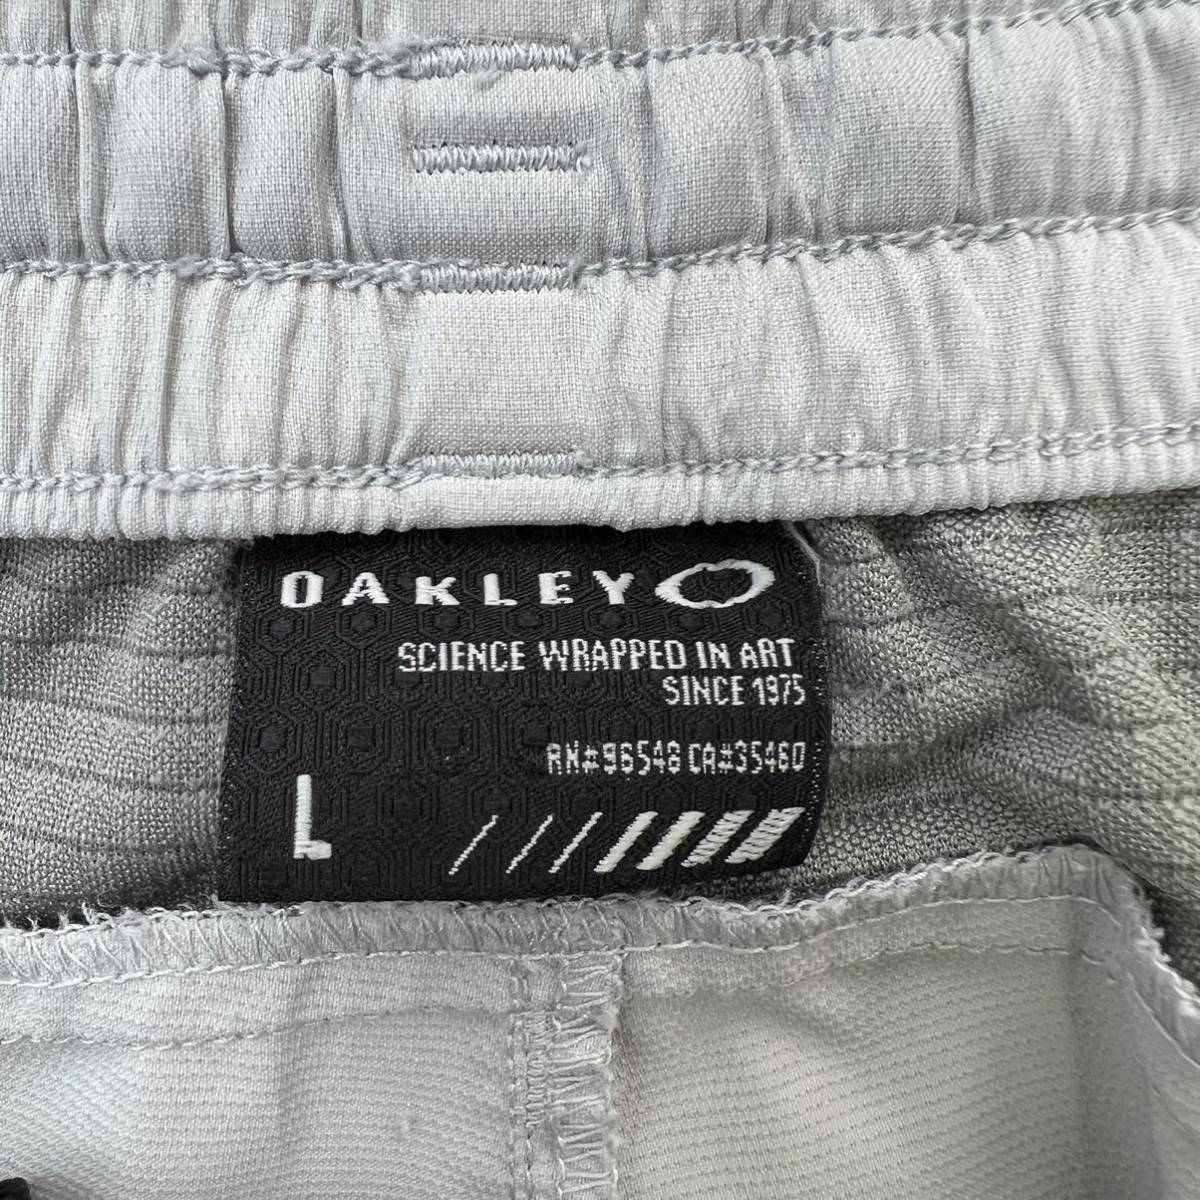 OAKLEY
SCIENCE WRAPPED IN ART
SINCE 1975
RN#96548 CA#35460
L